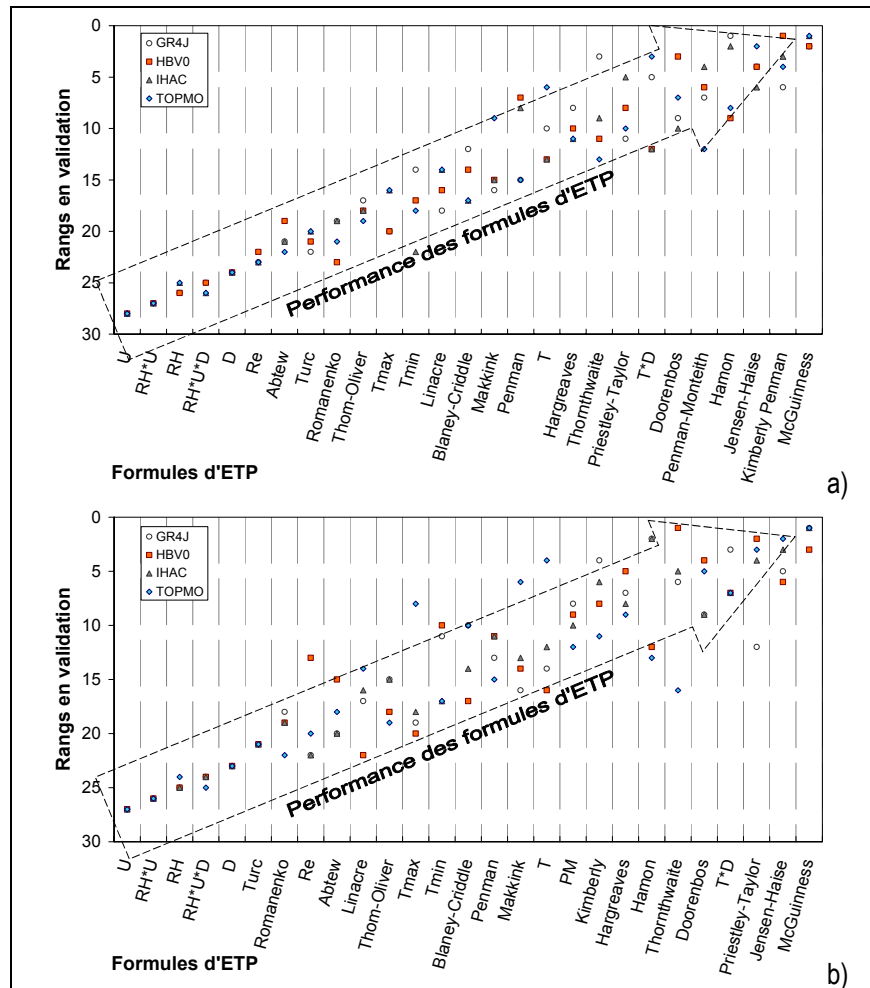 0
5
10
15
20
25
30
Rangs en validation
GR4J
HBV0
IHAC
TOPMO
Performance des formules d'ETP
U
RH*U
RH
RH*U*D
D
Re
Abtew
Turc
Romanenko
Thom-Oliver
Tmax
Tmin
Linacre
Blaney-Criddle
Makkink
Penman
T
Hargreaves
Thornthwaite
Priestley-Taylor
T*D
Doorenbos
Penman-Monteith
Hamon
Jensen-Haise
Kimberly Penman
McGuinness
Formules d'ETP
a)
0
5
10
15
20
25
30
Rangs en validation
GR4J
HBV0
IHAC
TOPMO
Performance des formules d'ETP
U
RH*U
RH
RH*U*D
D
Turc
Romanenko
Re
Abtew
Linacre
Thom-Oliver
Tmax
Tmin
Blaney-Criddle
Penman
Makkink
T
PM
Kimberly
Hargreaves
Hamon
Thornthwaite
Doorenbos
T*D
Priestley-Taylor
Jensen-Haise
McGuinness
Formules d'ETP
b)